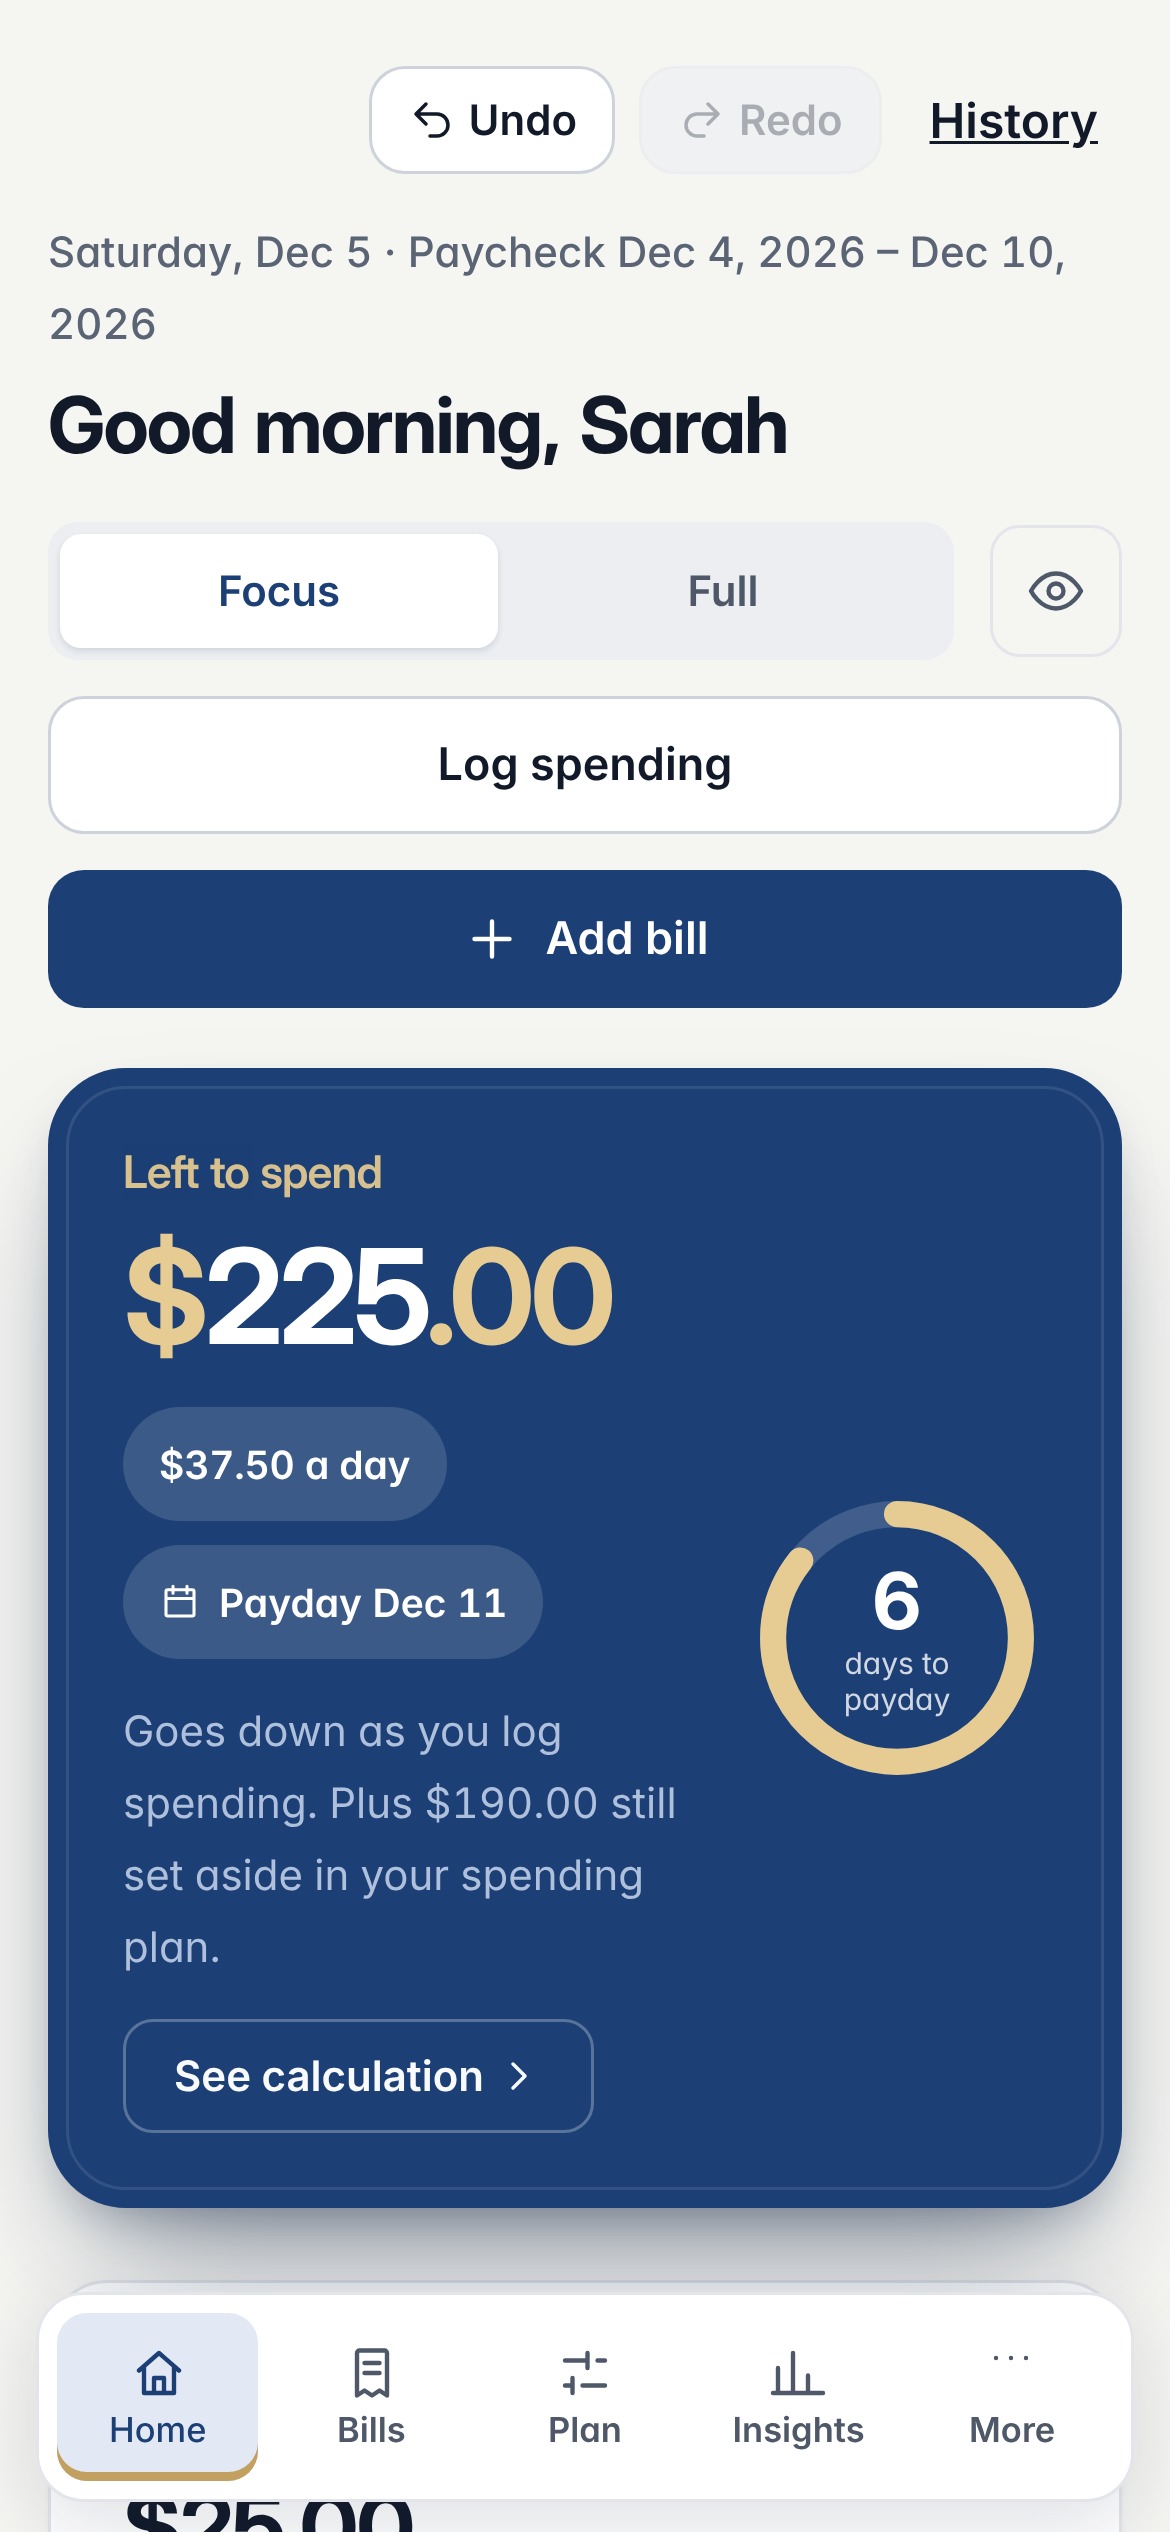 Undo
Redo
History
Saturday, Dec 5 · Paycheck Dec 4, 2026 – Dec 10,
2026
Good morning, Sarah
Focus
Full
Log spending
Add bill
Left to spend
$225.00
$37.50 a day
Payday Dec 11
6
days to
payday
Goes down as you log
spending. Plus $190.00 still
set aside in your spending
plan.
See calculation
Home
Bills
Plan
Insights
More
$25.00